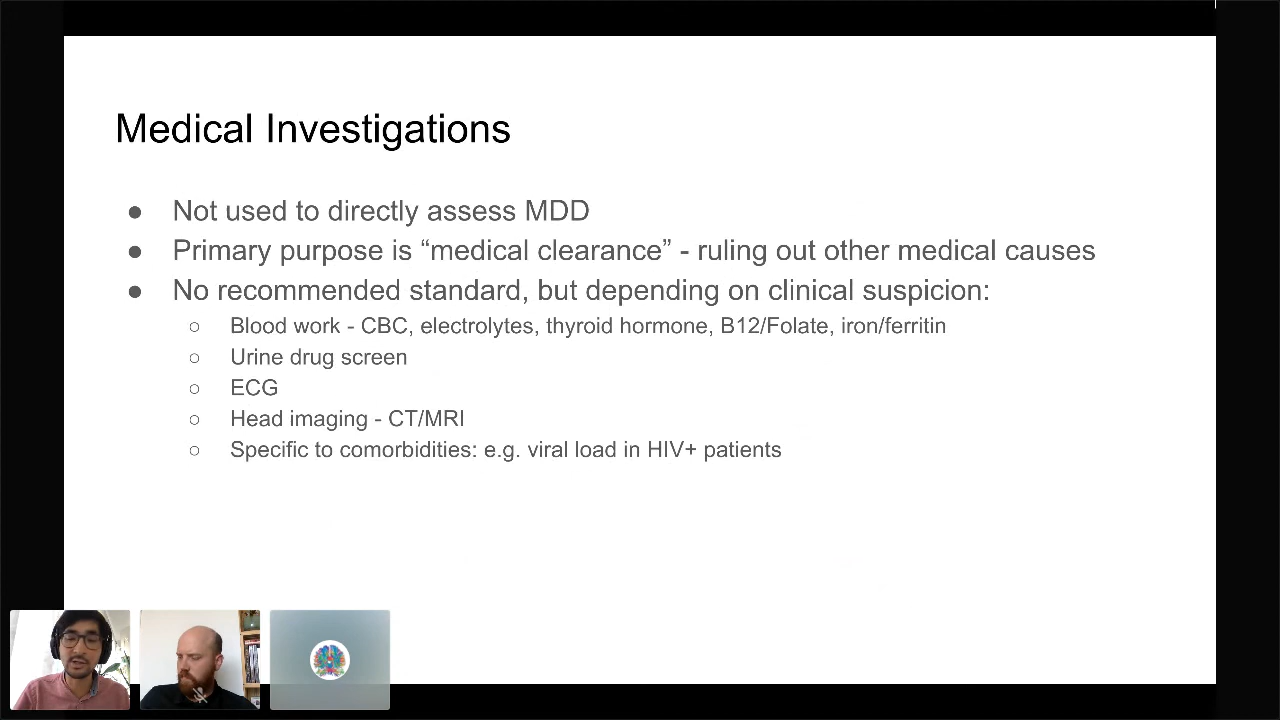 Medical Investigations
● Not used to directly assess MDD
● Primary purpose is “medical clearance” - ruling out other medical causes
● No recommended standard, but depending on clinical suspicion:
○ Blood work - CBC, electrolytes, thyroid hormone, B12/Folate, iron/ferritin
○ Urine drug screen
○ ECG
○ Head imaging - CT/MRI
○ Specific to comorbidities: e.g. viral load in HIV+ patients